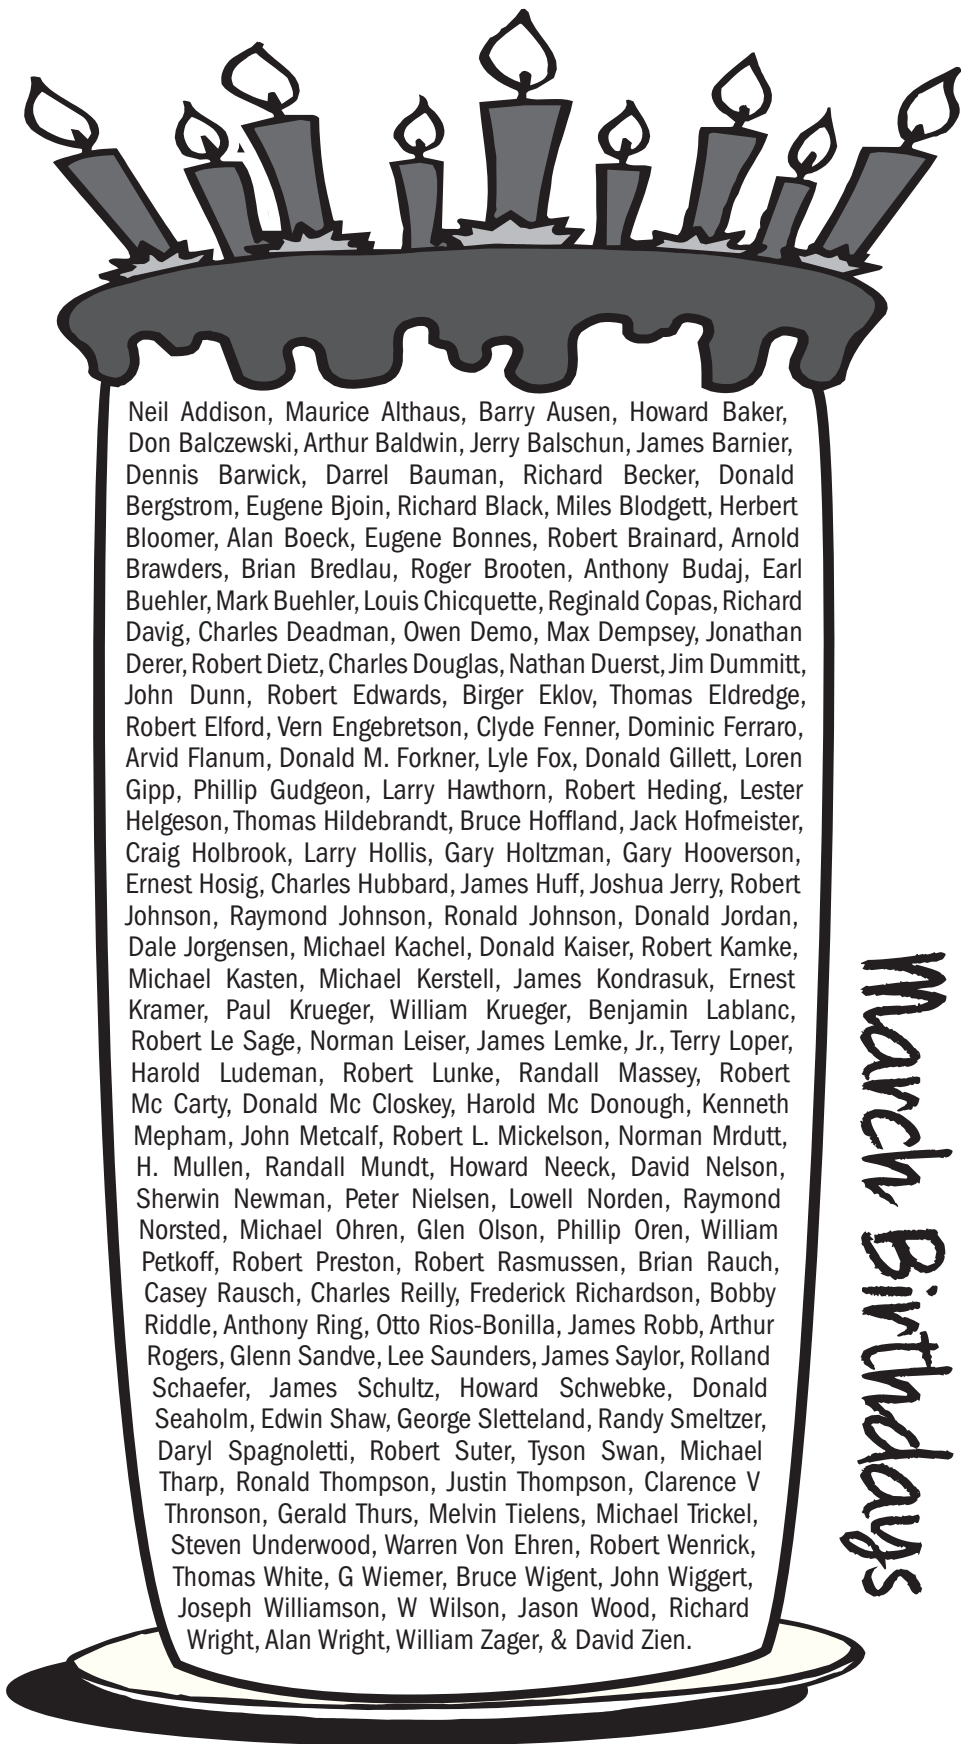 Neil Addison, Maurice Althaus, Barry Ausen, Howard Baker,
Don Balczewski, Arthur Baldwin, Jerry Balschun, James Barnier,
Dennis Barwick, Darrel Bauman, Richard Becker, Donald
Bergstrom, Eugene Bjoin, Richard Black, Miles Blodgett, Herbert
Bloomer, Alan Boeck, Eugene Bonnes, Robert Brainard, Arnold
Brawders, Brian Bredlau, Roger Brooten, Anthony Budaj, Earl
Buehler, Mark Buehler, Louis Chicquette, Reginald Copas, Richard
Davig, Charles Deadman, Owen Demo, Max Dempsey, Jonathan
Derer, Robert Dietz, Charles Douglas, Nathan Duerst, Jim Dummitt,
John Dunn, Robert Edwards, Birger Eklov, Thomas Eldredge,
Robert Elford, Vern Engebretson, Clyde Fenner, Dominic Ferraro,
Arvid Flanum, Donald M. Forkner, Lyle Fox, Donald Gillett, Loren
Gipp, Phillip Gudgeon, Larry Hawthorn, Robert Heding, Lester
Helgeson, Thomas Hildebrandt, Bruce Hoffland, Jack Hofmeister,
Craig Holbrook, Larry Hollis, Gary Holtzman, Gary Hooverson,
Ernest Hosig, Charles Hubbard, James Huff, Joshua Jerry, Robert
Johnson, Raymond Johnson, Ronald Johnson, Donald Jordan,
Dale Jorgensen, Michael Kachel, Donald Kaiser, Robert Kamke,
Michael Kasten, Michael Kerstell, James Kondrasuk, Ernest
Kramer, Paul Krueger, William Krueger, Benjamin Lablanc,
Robert Le Sage, Norman Leiser, James Lemke, Jr., Terry Loper,
Harold Ludeman, Robert Lunke, Randall Massey, Robert
Mc Carty, Donald Mc Closkey, Harold Mc Donough, Kenneth
Mepham, John Metcalf, Robert L. Mickelson, Norman Mrdutt,
H. Mullen, Randall Mundt, Howard Neeck, David Nelson,
Sherwin Newman, Peter Nielsen, Lowell Norden, Raymond
Norsted, Michael Ohren, Glen Olson, Phillip Oren, William
Petkoff, Robert Preston, Robert Rasmussen, Brian Rauch,
Casey Rausch, Charles Reilly, Frederick Richardson, Bobby
Riddle, Anthony Ring, Otto Rios-Bonilla, James Robb, Arthur
Rogers, Glenn Sandve, Lee Saunders, James Saylor, Rolland
Schaefer, James Schultz, Howard Schwebke, Donald
Seaholm, Edwin Shaw, George Sletteland, Randy Smeltzer,
Daryl Spagnoletti, Robert Suter, Tyson Swan, Michael
Tharp, Ronald Thompson, Justin Thompson, Clarence V
Thronson, Gerald Thurs, Melvin Tielens, Michael Trickel,
Steven Underwood, Warren Von Ehren, Robert Wenrick,
Thomas White, G Wiemer, Bruce Wigent, John Wiggert,
Joseph Williamson, W Wilson, Jason Wood, Richard
Wright, Alan Wright, William Zager, & David Zien.
March Birthdays